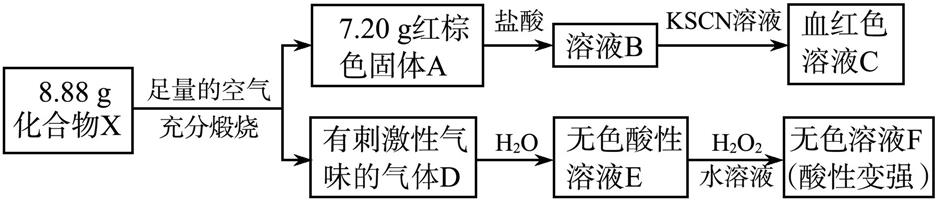 8.88 g
化合物X
足量的空气
充分煅烧
7.20 g红棕
色固体A
盐酸
溶液B
KSCN溶液
血红色
溶液C
有刺激性气
味的气体D
H₂O
无色酸性
溶液E
H₂O₂
水溶液
无色溶液F
(酸性变强)